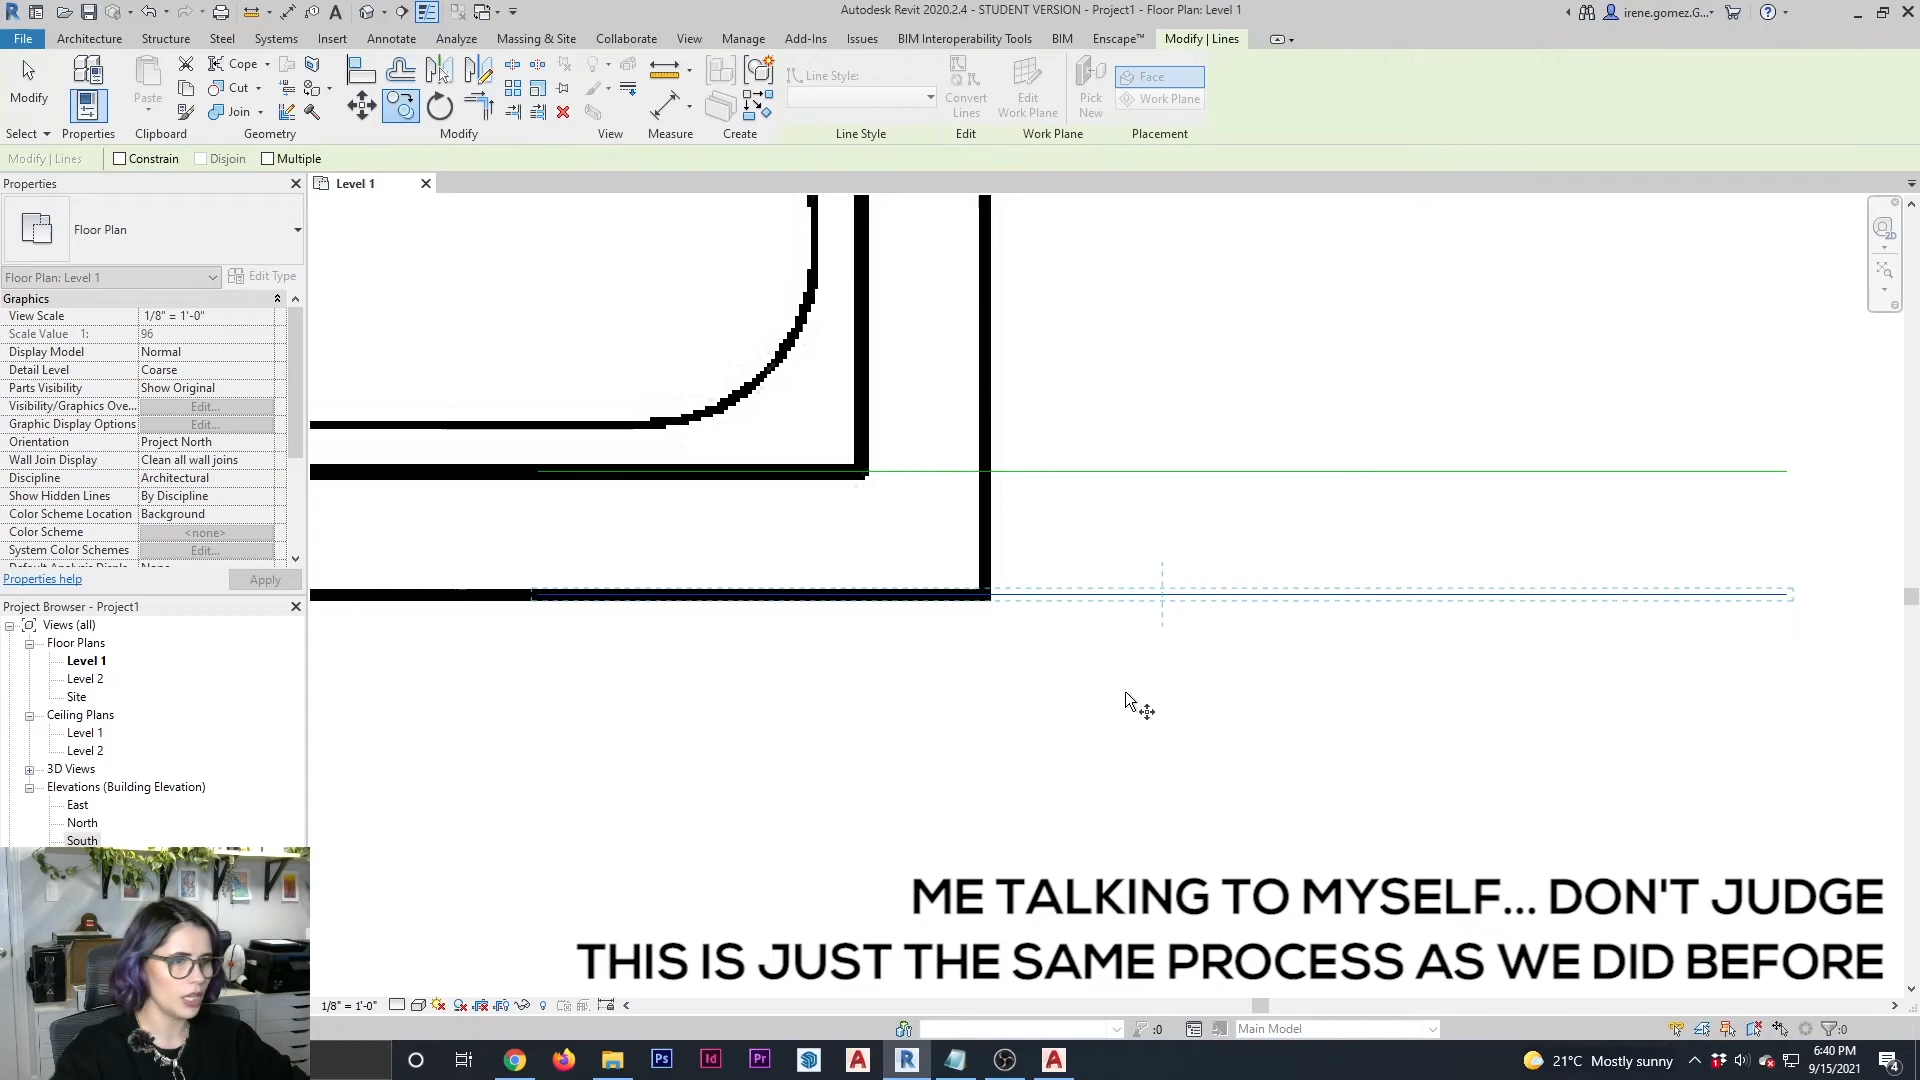 Autodesk Revit 2020.2.4 - STUDENT VERSION - Project1 - Floor Plan: Level 1
irene.gomez.G...
File Architecture Structure Steel Systems Insert Annotate Analyze Massing & Site Collaborate View Manage Add-Ins Issues BIM Interoperability Tools BIM Enscape™ Modify | Lines
Modify
Paste
Cope
Cut
Join
Line Style:
Convert Lines
Edit Work Plane
Pick New
Face
Work Plane
Select Properties Clipboard Geometry Modify View Measure Create Line Style Edit Work Plane Placement
Modify | Lines Constrain Disjoin Multiple
Properties
Level 1
Floor Plan
Floor Plan: Level 1 Edit Type
Graphics
View Scale 1/8" = 1'-0"
Scale Value 1: 96
Display Model Normal
Detail Level Coarse
Parts Visibility Show Original
Visibility/Graphics Ove... Edit...
Graphic Display Options Edit...
Orientation Project North
Wall Join Display Clean all wall joins
Discipline Architectural
Show Hidden Lines By Discipline
Color Scheme Location Background
Color Scheme <none>
System Color Schemes Edit...
Properties help Apply
Project Browser - Project1
Views (all)
Floor Plans
Level 1
Level 2
Site
Ceiling Plans
Level 1
Level 2
3D Views
Elevations (Building Elevation)
East
North
South
ME TALKING TO MYSELF... DON'T JUDGE
THIS IS JUST THE SAME PROCESS AS WE DID BEFORE
1/8" = 1'-0"
:0 Main Model :0
Ps Id Pr A R A
21°C Mostly sunny
6:40 PM
9/15/2021
4